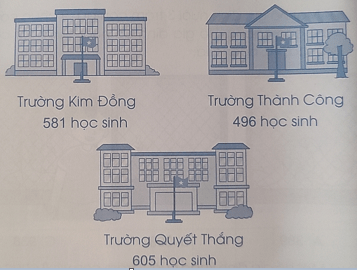 Trường Kim Đồng
581 học sinh
Trường Thành Công
496 học sinh
Trường Quyết Thắng
605 học sinh